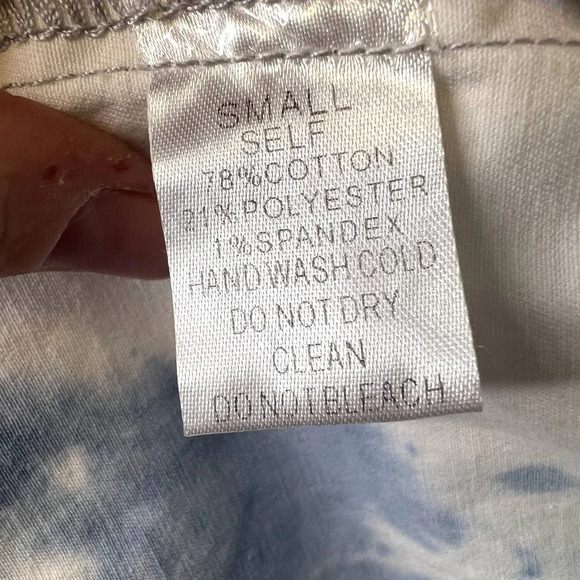 SMALL
SELF
78%COTTON
21%POLYESTER
1%SPANDEX
HAND WASH COLD
DO NOT DRY
CLEAN
DO NOT BLEACH